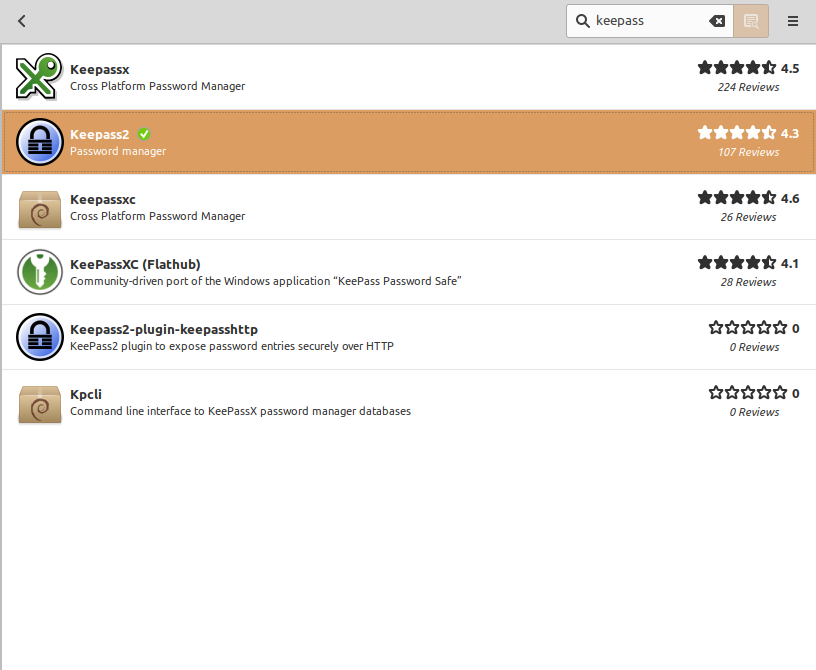 keepass
Keepassx
Cross Platform Password Manager
4.5
224 Reviews
Keepass2
Password manager
4.3
107 Reviews
Keepassxc
Cross Platform Password Manager
4.6
26 Reviews
KeePassXC (Flathub)
Community-driven port of the Windows application “KeePass Password Safe”
4.1
28 Reviews
Keepass2-plugin-keepasshttp
KeePass2 plugin to expose password entries securely over HTTP
0
0 Reviews
Kpcli
Command line interface to KeePassX password manager databases
0
0 Reviews